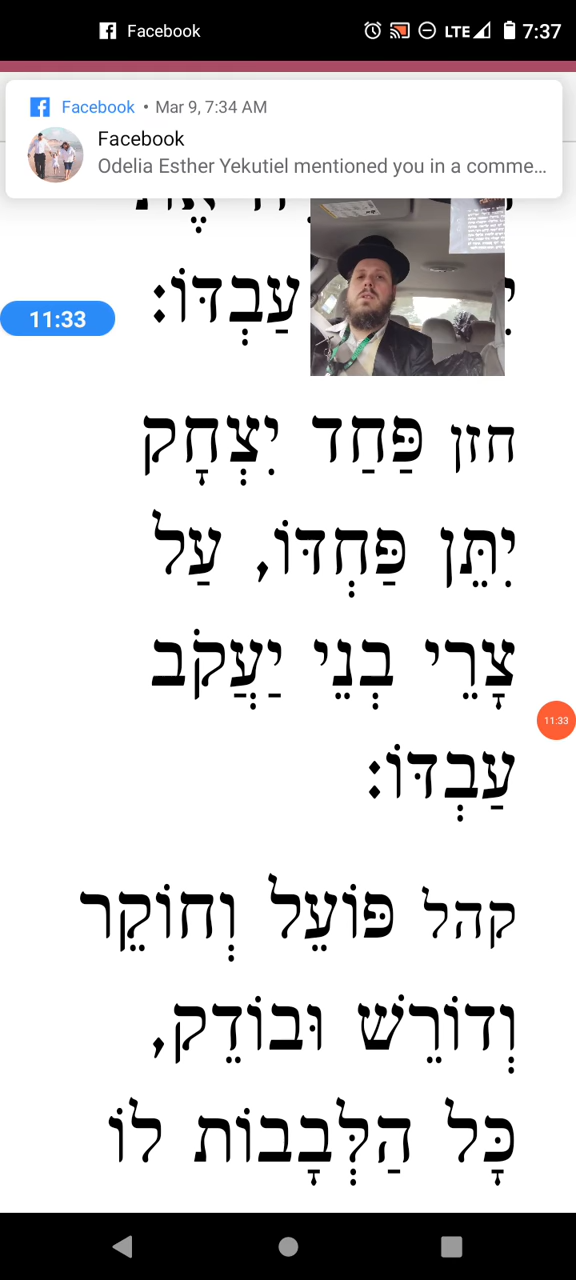 Facebook
LTE 7:37
Facebook • Mar 9, 7:34 AM
Facebook
Odelia Esther Yekutiel mentioned you in a comme...
עַבְדּוֹ:
11:33
חזן פַּחַד יִצְחָק
יִתֵּן פַּחְדּוֹ, עַל
צָרֵי בְנֵי יַעֲקֹב
11:33
עַבְדּוֹ:
קהל פּוֹעֵל וְחוֹקֵר
וְדוֹרֵשׁ וּבוֹדֵק,
כָּל הַלְּבָבוֹת לוֹ